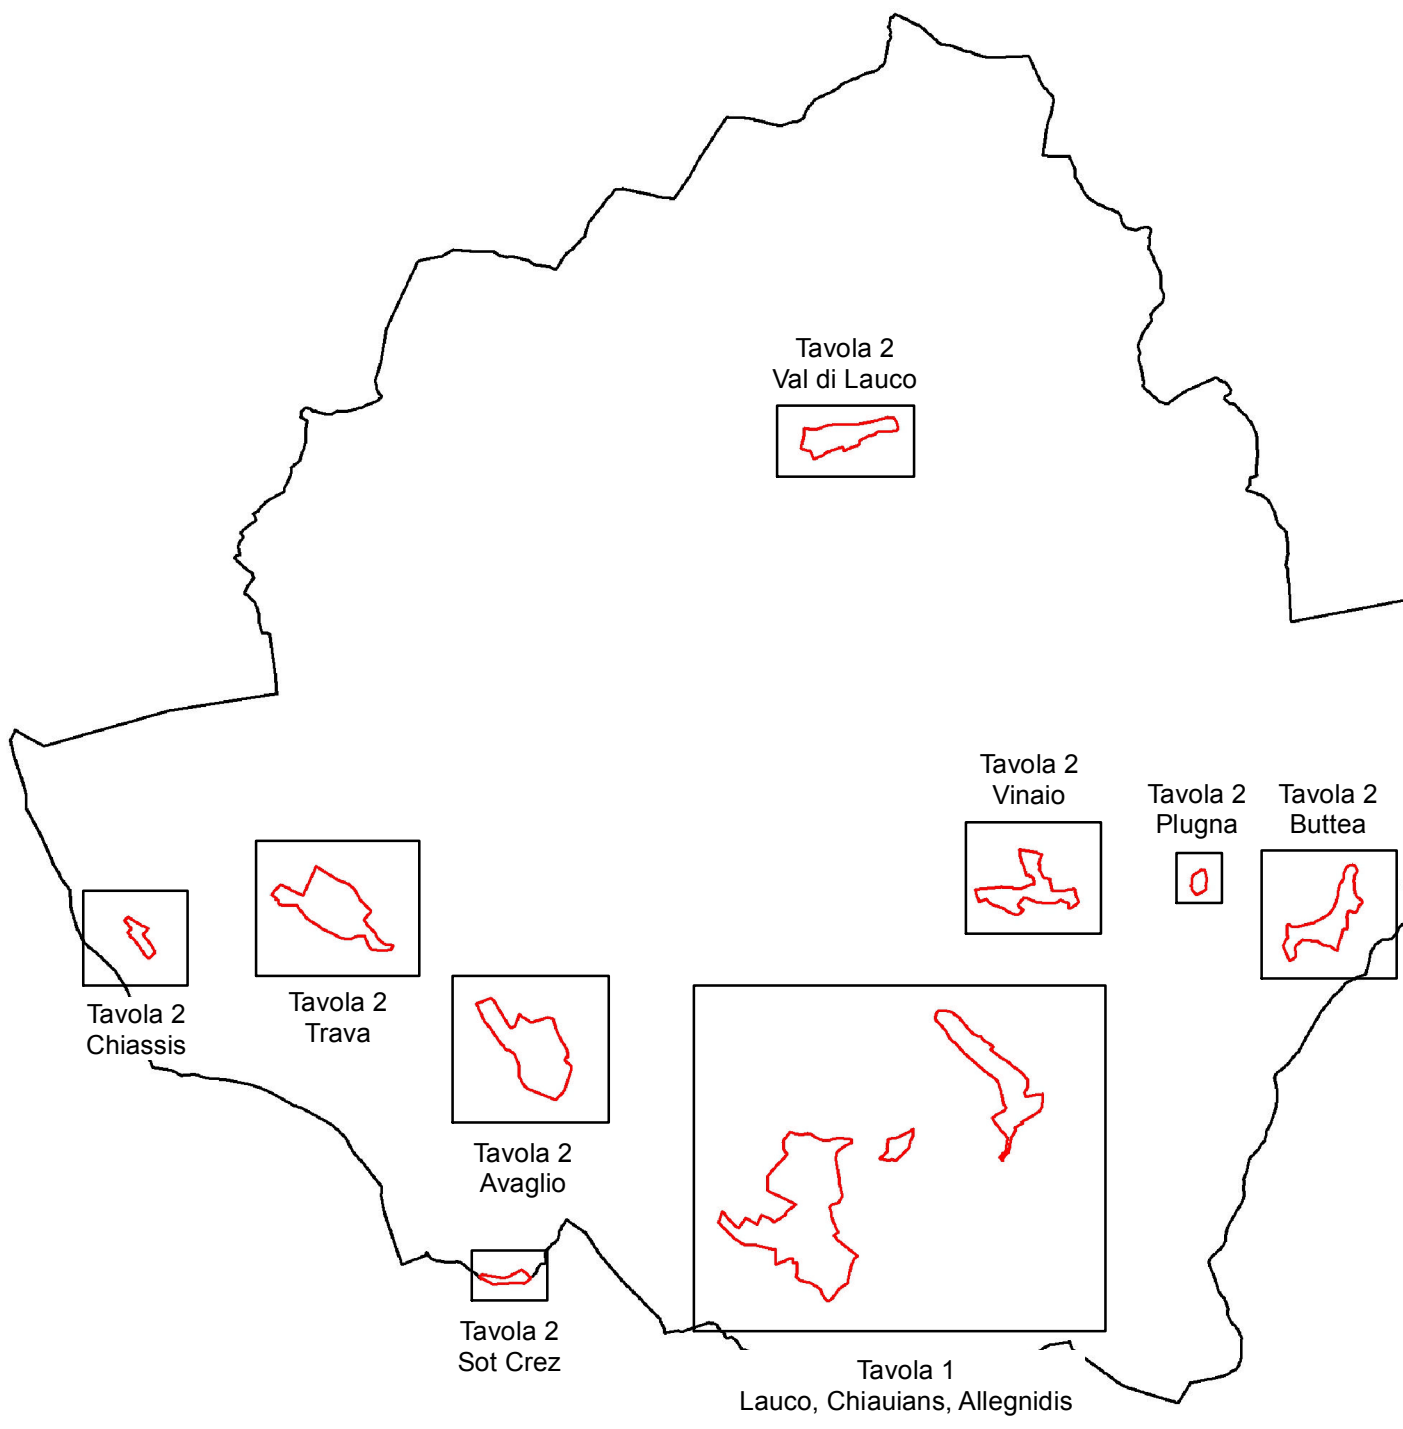 Tavola 2
Val di Lauco
Tavola 2
Vinaio
Tavola 2
Plugna
Tavola 2
Buttea
Tavola 2
Chiassis
Tavola 2
Trava
Tavola 2
Avaglio
Tavola 2
Sot Crez
Tavola 1
Lauco, Chiauians, Allegnidis